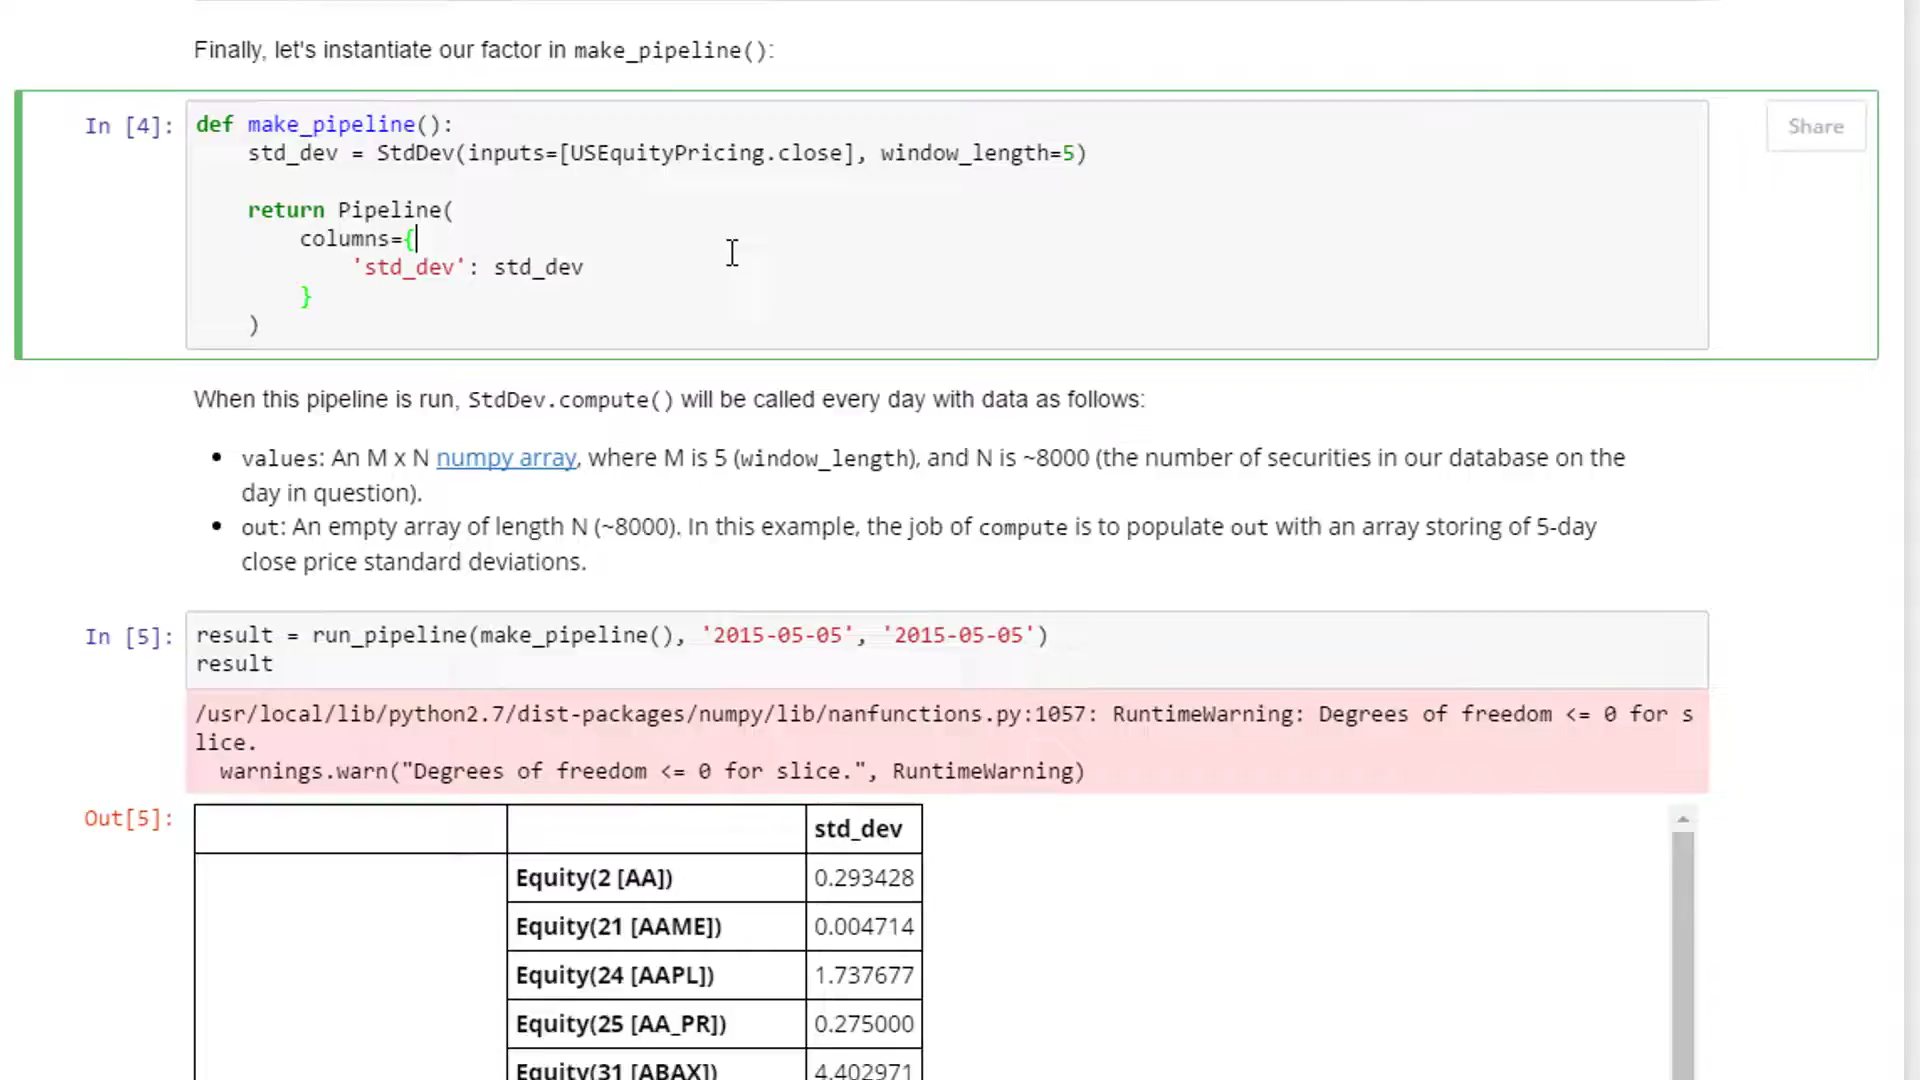 Finally, let's instantiate our factor in make_pipeline():
In [4]:
def make_pipeline():
    std_dev = StdDev(inputs=[USEquityPricing.close], window_length=5)
    return Pipeline(
        columns={
            'std_dev': std_dev
        }
    )
Share
When this pipeline is run, StdDev.compute() will be called every day with data as follows:
• values: An M x N numpy array, where M is 5 (window_length), and N is ~8000 (the number of securities in our database on the
day in question).
• out: An empty array of length N (~8000). In this example, the job of compute is to populate out with an array storing of 5-day
close price standard deviations.
In [5]:
result = run_pipeline(make_pipeline(), '2015-05-05', '2015-05-05')
result
/usr/local/lib/python2.7/dist-packages/numpy/lib/nanfunctions.py:1057: RuntimeWarning: Degrees of freedom <= 0 for s
lice.
  warnings.warn("Degrees of freedom <= 0 for slice.", RuntimeWarning)
Out[5]:
std_dev
Equity(2 [AA]) 0.293428
Equity(21 [AAME]) 0.004714
Equity(24 [AAPL]) 1.737677
Equity(25 [AA_PR]) 0.275000
Equity(31 [ABAX]) 4.402971